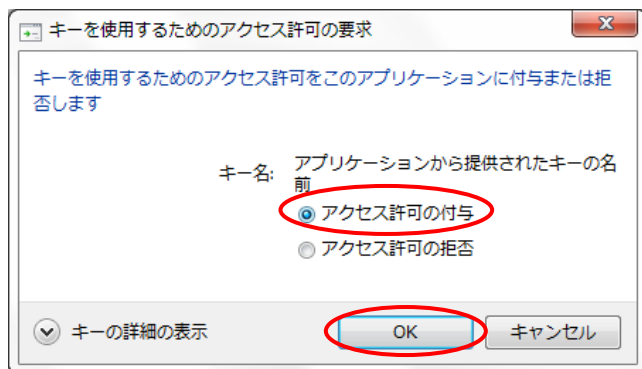 キーを使用するためのアクセス許可の要求
キーを使用するためのアクセス許可をこのアプリケーションに付与または拒
否します
キー名: アプリケーションから提供されたキーの名
前
アクセス許可の付与
アクセス許可の拒否
キーの詳細の表示 OK キャンセル